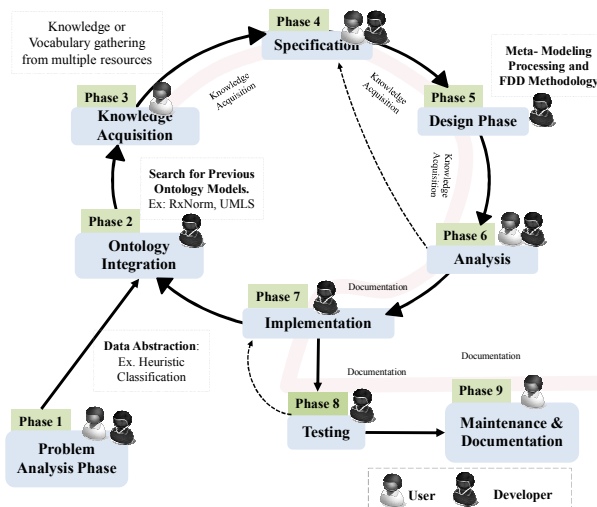 Knowledge or
Vocabulary gathering
from multiple resources
Phase 4
Specification
Meta- Modeling
Processing and
FDD Methodology
Phase 3
Knowledge
Acquisition
Knowledge
Acquisition
Knowledge
Acquisition
Phase 5
Design Phase
Knowledge
Acquisition
Search for Previous
Ontology Models.
Ex: RxNorm, UMLS
Phase 2
Ontology
Integration
Phase 6
Analysis
Phase 7
Implementation
Documentation
Data Abstraction:
Ex. Heuristic
Classification
Documentation
Documentation
Phase 1
Problem
Analysis Phase
Phase 8
Testing
Phase 9
Maintenance &
Documentation
User
Developer